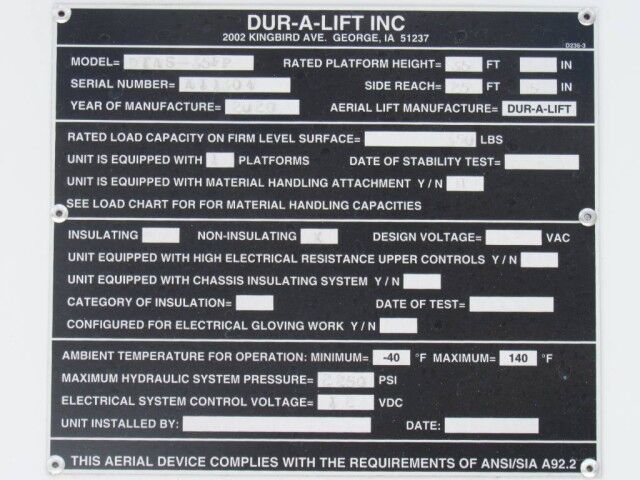 DUR-A-LIFT INC
2002 KINGBIRD AVE. GEORGE, IA 51237
D236-3
MODEL= RATED PLATFORM HEIGHT= 35 FT IN
SERIAL NUMBER= SIDE REACH= FT IN
YEAR OF MANUFACTURE= 2020 AERIAL LIFT MANUFACTURE= DUR-A-LIFT
RATED LOAD CAPACITY ON FIRM LEVEL SURFACE= 350 LBS
UNIT IS EQUIPPED WITH 1 PLATFORMS DATE OF STABILITY TEST=
UNIT IS EQUIPPED WITH MATERIAL HANDLING ATTACHMENT Y / N
SEE LOAD CHART FOR FOR MATERIAL HANDLING CAPACITIES
INSULATING NON-INSULATING X DESIGN VOLTAGE= VAC
UNIT EQUIPPED WITH HIGH ELECTRICAL RESISTANCE UPPER CONTROLS Y / N
UNIT EQUIPPED WITH CHASSIS INSULATING SYSTEM Y / N
CATEGORY OF INSULATION= DATE OF TEST=
CONFIGURED FOR ELECTRICAL GLOVING WORK Y / N
AMBIENT TEMPERATURE FOR OPERATION: MINIMUM= -40 °F MAXIMUM= 140 °F
MAXIMUM HYDRAULIC SYSTEM PRESSURE= PSI
ELECTRICAL SYSTEM CONTROL VOLTAGE= 12 VDC
UNIT INSTALLED BY: DATE:
THIS AERIAL DEVICE COMPLIES WITH THE REQUIREMENTS OF ANSI/SIA A92.2